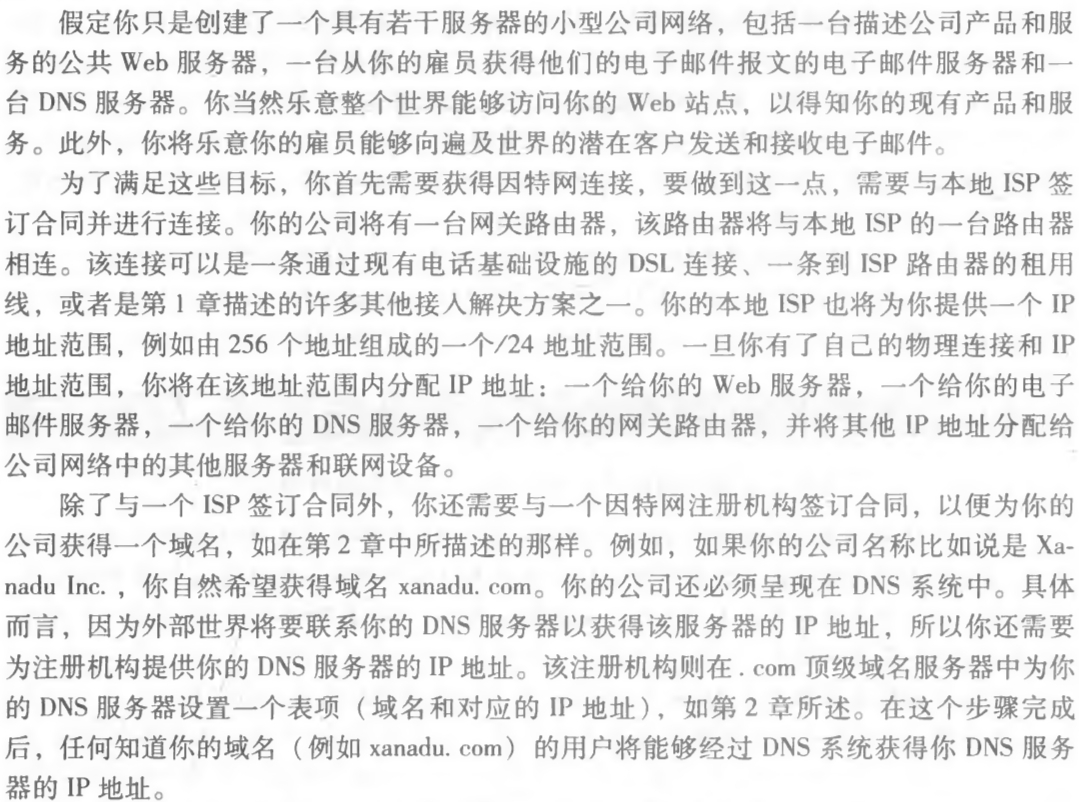 假定你只是创建了一个具有若干服务器的小型公司网络，包括一台描述公司产品和服
务的公共 Web 服务器，一台从你的雇员获得他们的电子邮件报文的电子邮件服务器和一
台 DNS 服务器。你当然乐意整个世界能够访问你的 Web 站点，以得知你的现有产品和服
务。此外，你将乐意你的雇员能够向遍及世界的潜在客户发送和接收电子邮件。
为了满足这些目标，你首先需要获得因特网连接，要做到这一点，需要与本地 ISP 签
订合同并进行连接。你的公司将有一台网关路由器，该路由器将与本地 ISP 的一台路由器
相连。该连接可以是一条通过现有电话基础设施的 DSL 连接、一条到 ISP 路由器的租用
线，或者是第 1 章描述的许多其他接入解决方案之一。你的本地 ISP 也将为你提供一个 IP
地址范围，例如由 256 个地址组成的一个/24 地址范围。一旦你有了自己的物理连接和 IP
地址范围，你将在该地址范围内分配 IP 地址：一个给你的 Web 服务器，一个给你的电子
邮件服务器，一个给你的 DNS 服务器，一个给你的网关路由器，并将其他 IP 地址分配给
公司网络中的其他服务器和联网设备。
除了与一个 ISP 签订合同外，你还需要与一个因特网注册机构签订合同，以便为你的
公司获得一个域名，如在第 2 章中所描述的那样。例如，如果你的公司名称比如说是 Xa-
nadu Inc.，你自然希望获得域名 xanadu. com。你的公司还必须呈现在 DNS 系统中。具体
而言，因为外部世界将要联系你的 DNS 服务器以获得该服务器的 IP 地址，所以你还需要
为注册机构提供你的 DNS 服务器的 IP 地址。该注册机构则在 . com 顶级域名服务器中为你
的 DNS 服务器设置一个表项（域名和对应的 IP 地址），如第 2 章所述。在这个步骤完成
后，任何知道你的域名（例如 xanadu. com）的用户将能够经过 DNS 系统获得你 DNS 服务
器的 IP 地址。